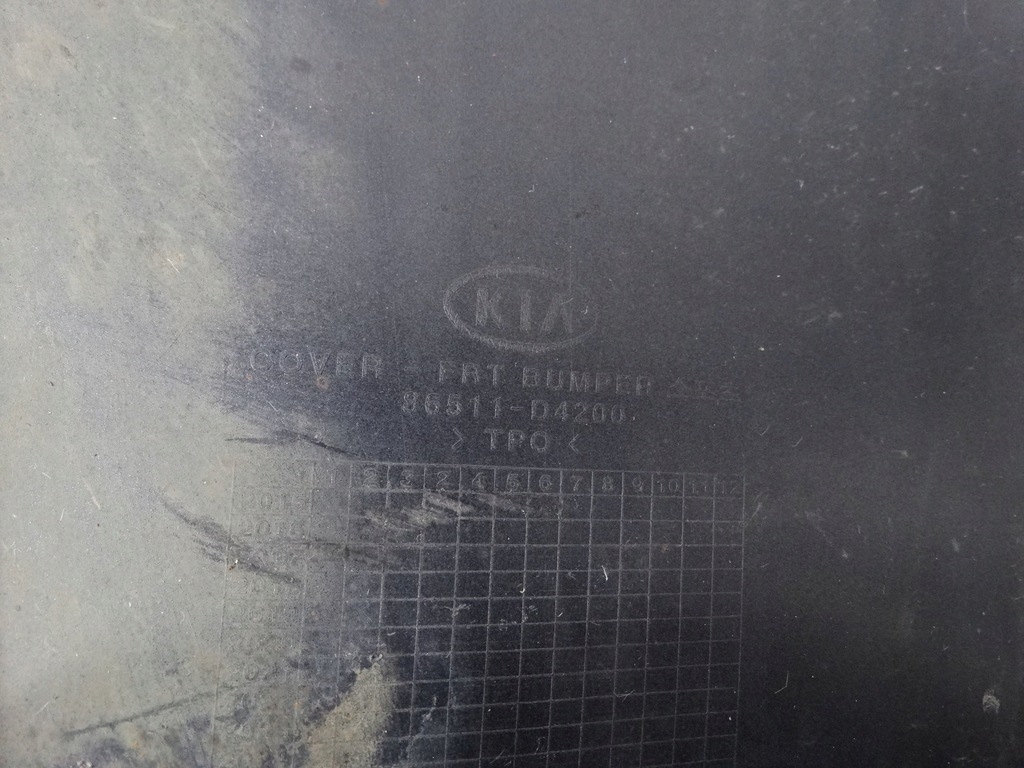 KIA
COVER - FRT BUMPER
86511-D4200
> TPO <
1 2 3 2 4 5 6 7 8 9 10 11 12